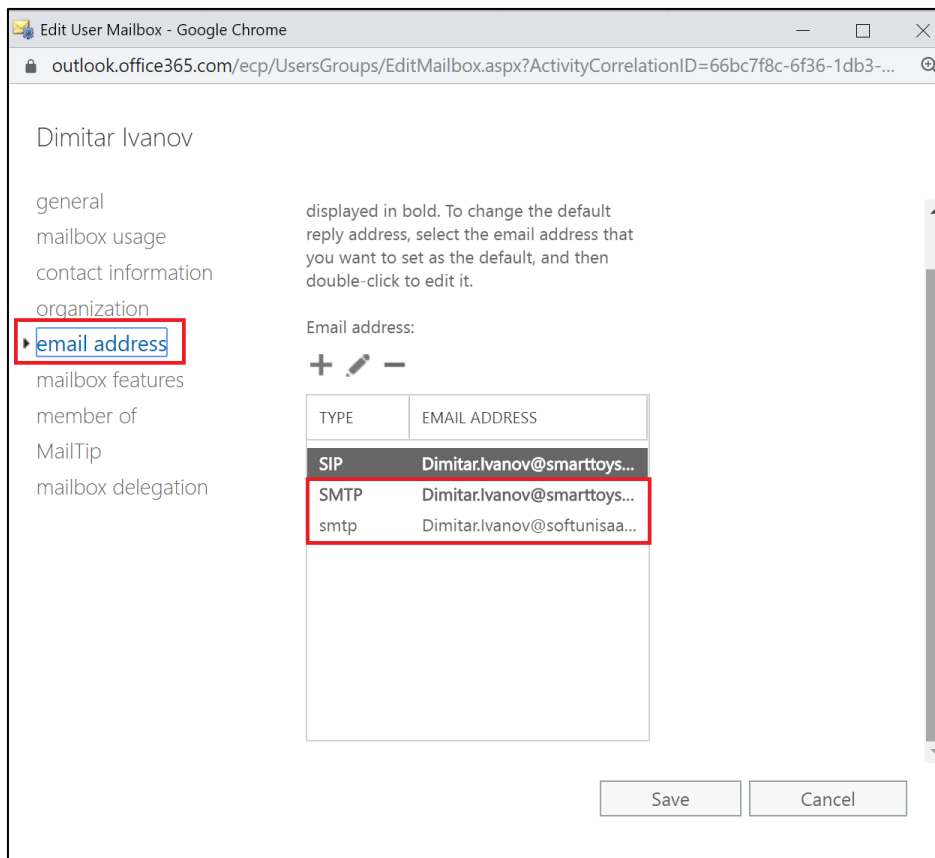 Edit User Mailbox - Google Chrome
outlook.office365.com/ecp/UsersGroups/EditMailbox.aspx?ActivityCorrelationID=66bc7f8c-6f36-1db3-...
Dimitar Ivanov
general
mailbox usage
contact information
organization
email address
mailbox features
member of
MailTip
mailbox delegation
displayed in bold. To change the default
reply address, select the email address that
you want to set as the default, and then
double-click to edit it.
Email address:
TYPE EMAIL ADDRESS
SIP Dimitar.Ivanov@smarttoys...
SMTP Dimitar.Ivanov@smarttoys...
smtp Dimitar.Ivanov@softunisaa...
Save Cancel